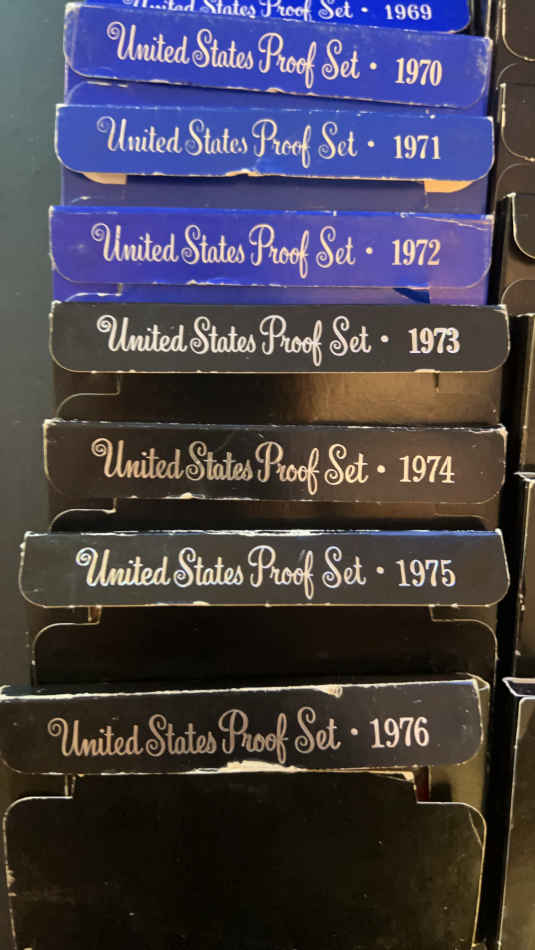 United States Proof Set • 1969
United States Proof Set • 1970
United States Proof Set • 1971
United States Proof Set • 1972
United States Proof Set • 1973
United States Proof Set • 1974
United States Proof Set • 1975
United States Proof Set • 1976